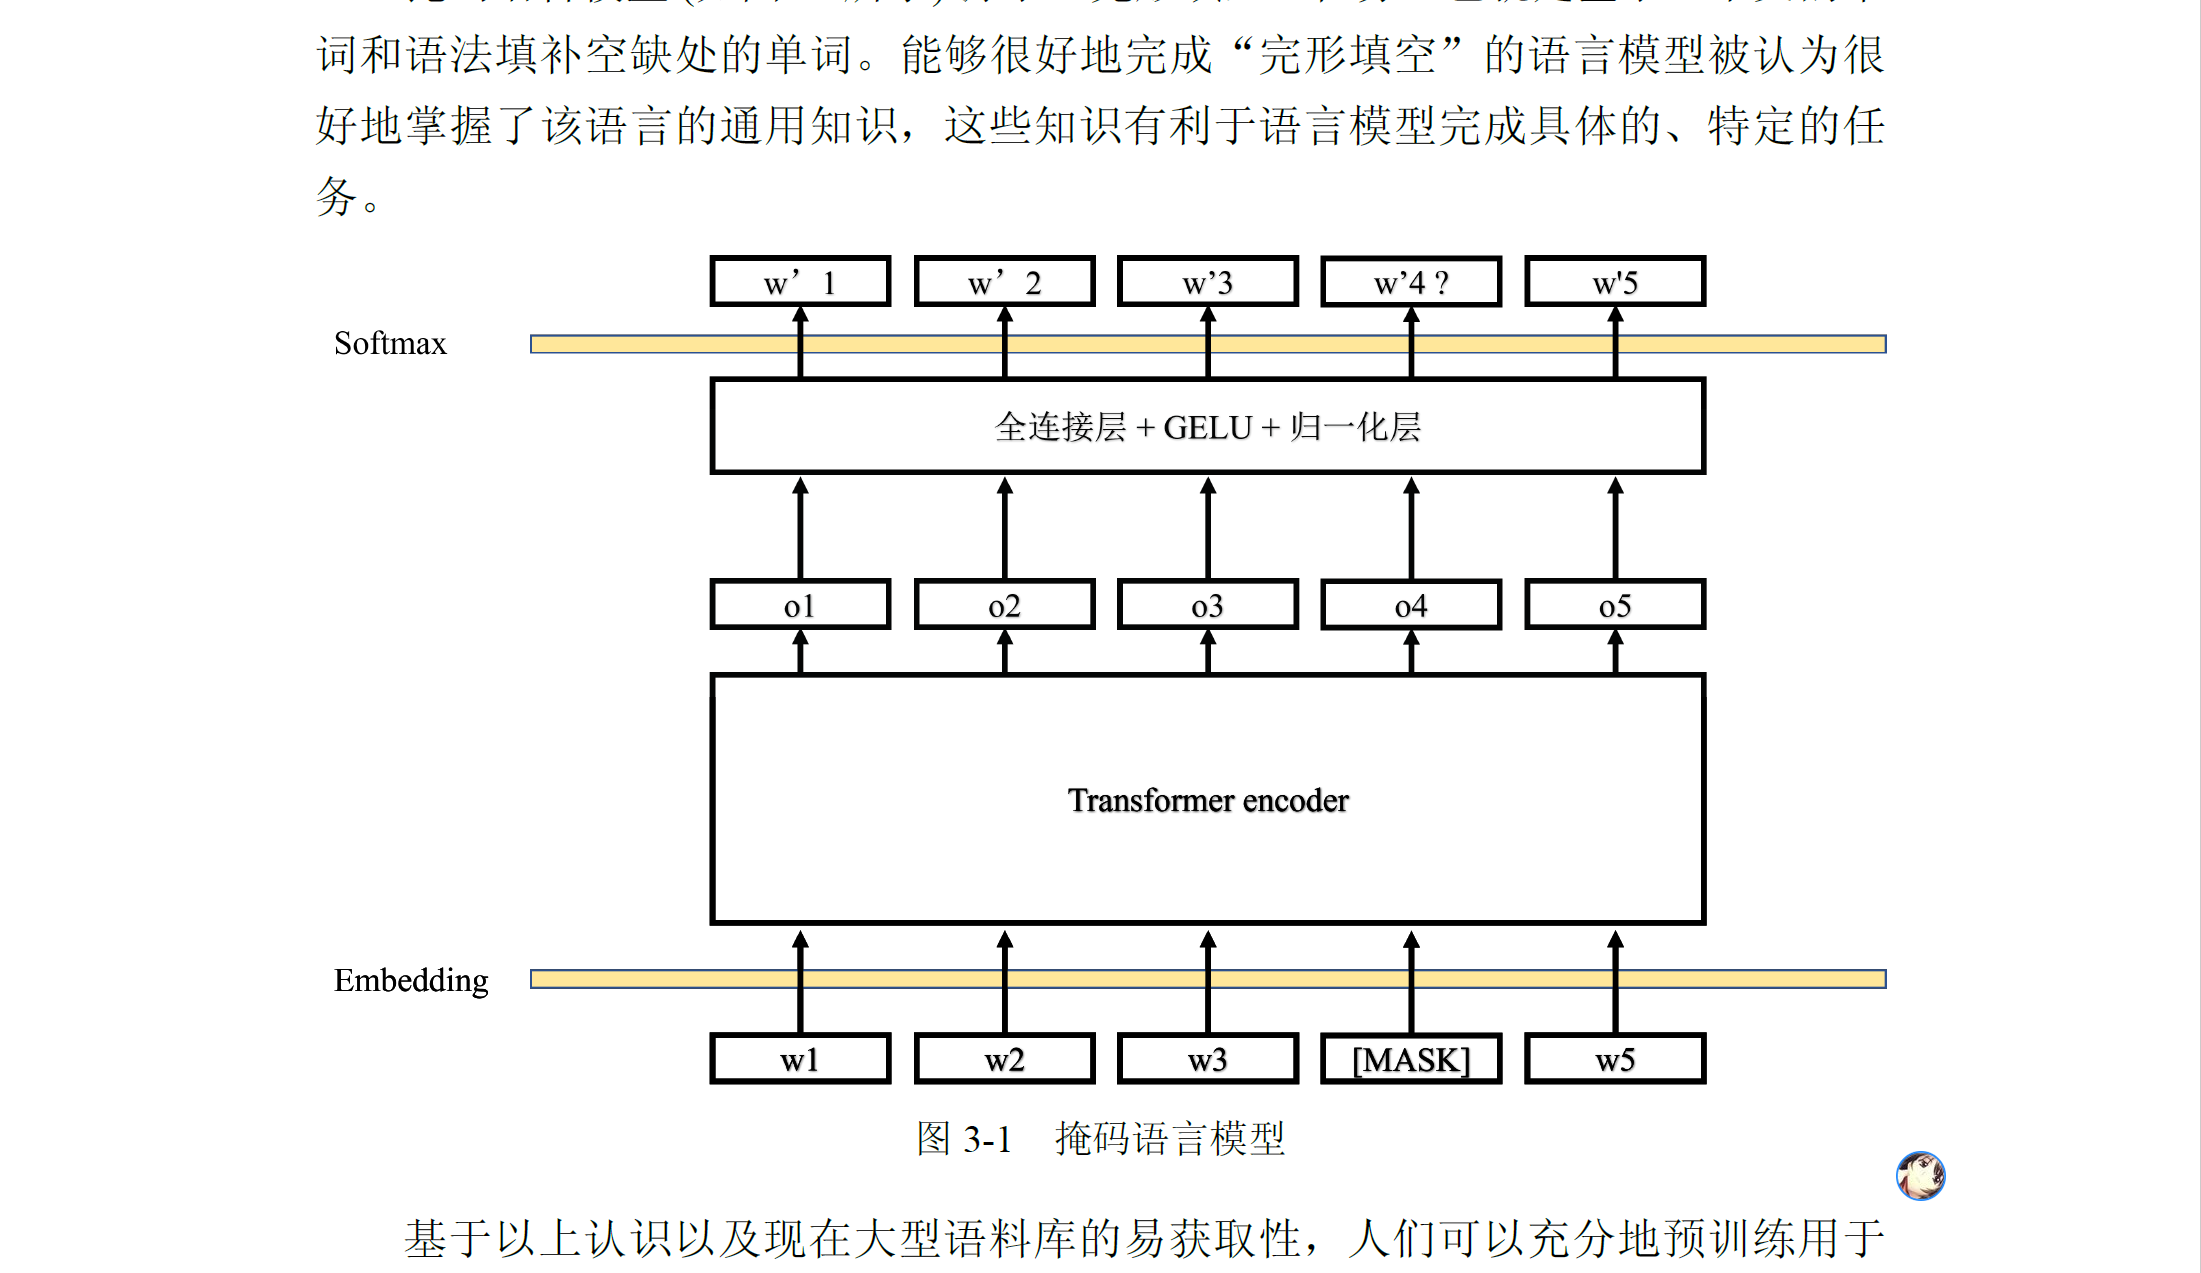 词和语法填补空缺处的单词。能够很好地完成“完形填空”的语言模型被认为很
好地掌握了该语言的通用知识，这些知识有利于语言模型完成具体的、特定的任
务。
w’ 1 w’ 2 w’3 w’4 ? w'5
Softmax
全连接层 + GELU + 归一化层
o1 o2 o3 o4 o5
Transformer encoder
Embedding
w1 w2 w3 [MASK] w5
图 3-1 掩码语言模型
基于以上认识以及现在大型语料库的易获取性，人们可以充分地预训练用于